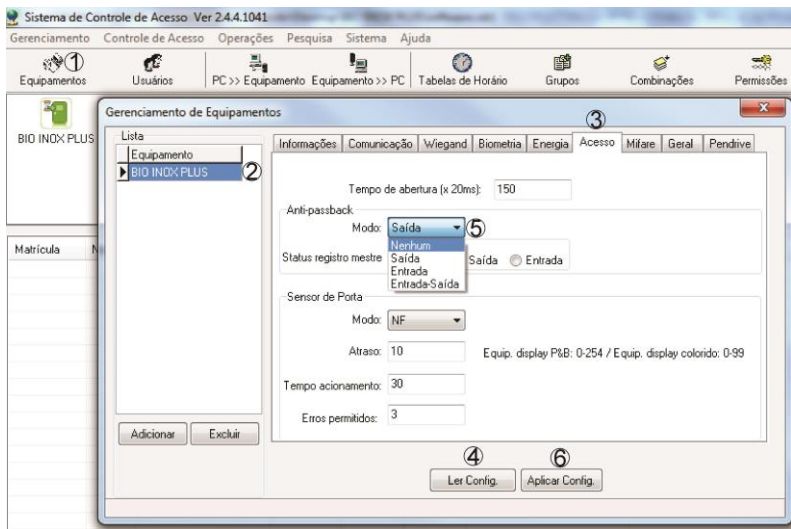 Sistema de Controle de Acesso Ver 2.4.4.1041
Gerenciamento Controle de Acesso Operações Pesquisa Sistema Ajuda
①
Equipamentos Usuários PC >> Equipamento Equipamento >> PC Tabelas de Horário Grupos Combinações Permissões
BIO INOX PLUS
Matrícula
Gerenciamento de Equipamentos
Lista
Equipamento
BIO INOX PLUS ②
Adicionar Excluir
③
Informações Comunicação Wiegand Biometria Energia Acesso Mifare Geral Pendrive
Tempo de abertura (x 20ms): 150
Anti-passback
Modo: Saída ⑤
Nenhum
Saída
Entrada
Entrada-Saída
Status registro mestre Saída Entrada
Sensor de Porta
Modo: NF
Atraso: 10 Equip. display P&B: 0-254 / Equip. display colorido: 0-99
Tempo acionamento: 30
Erros permitidos: 3
④ ⑥
Ler Config. Aplicar Config.